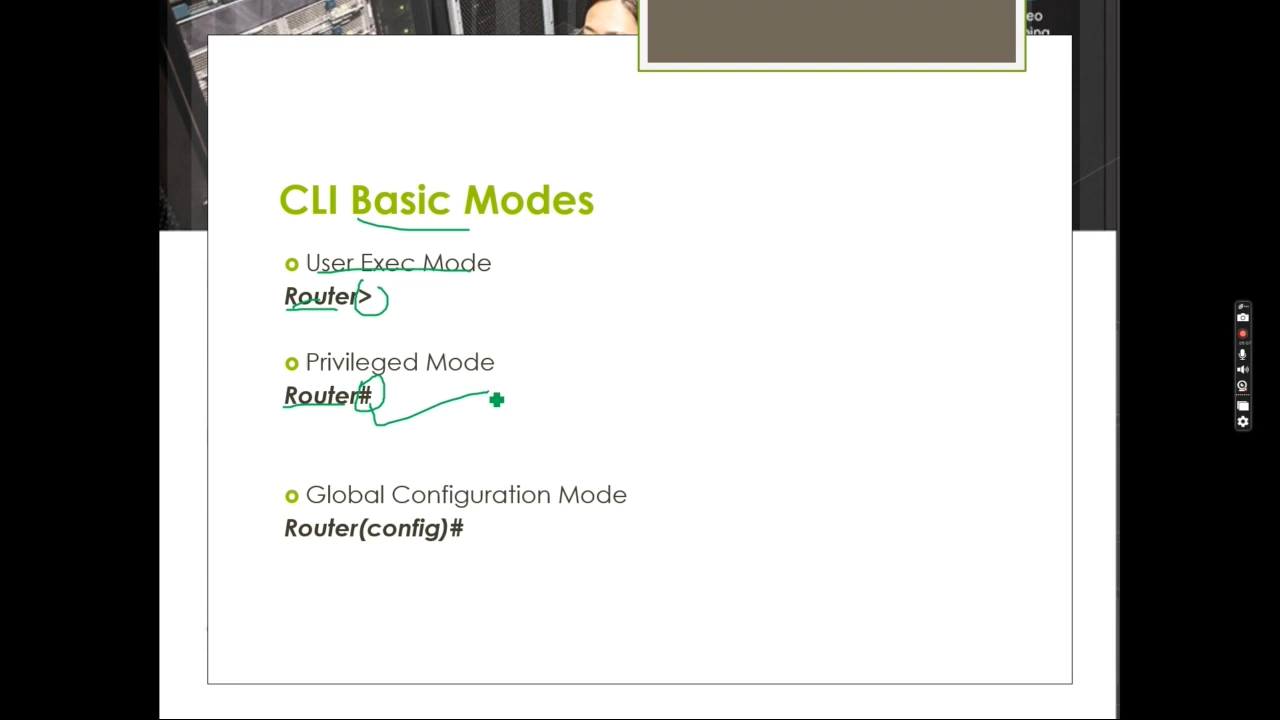 CLI Basic Modes
User Exec Mode
Router>
Privileged Mode
Router#
Global Configuration Mode
Router(config)#